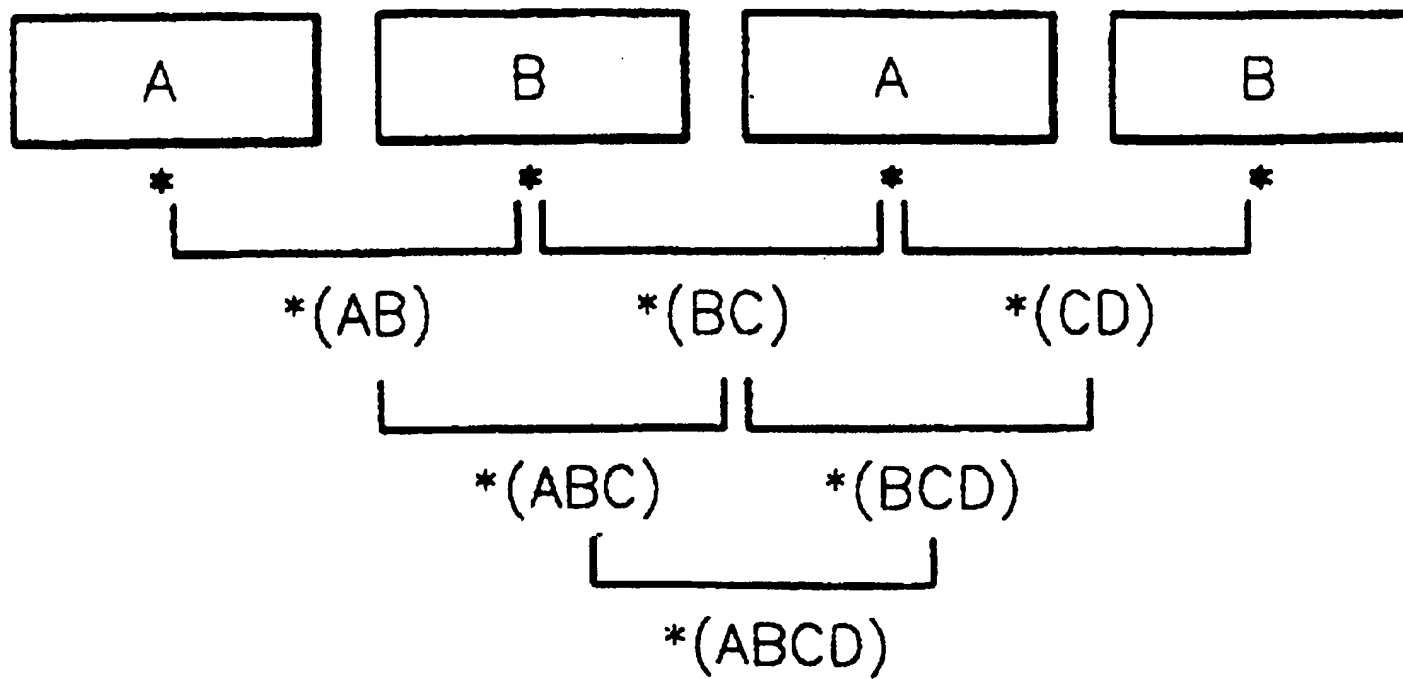 A B A B
* * * *
*(AB) *(BC) *(CD)
*(ABC) *(BCD)
*(ABCD)